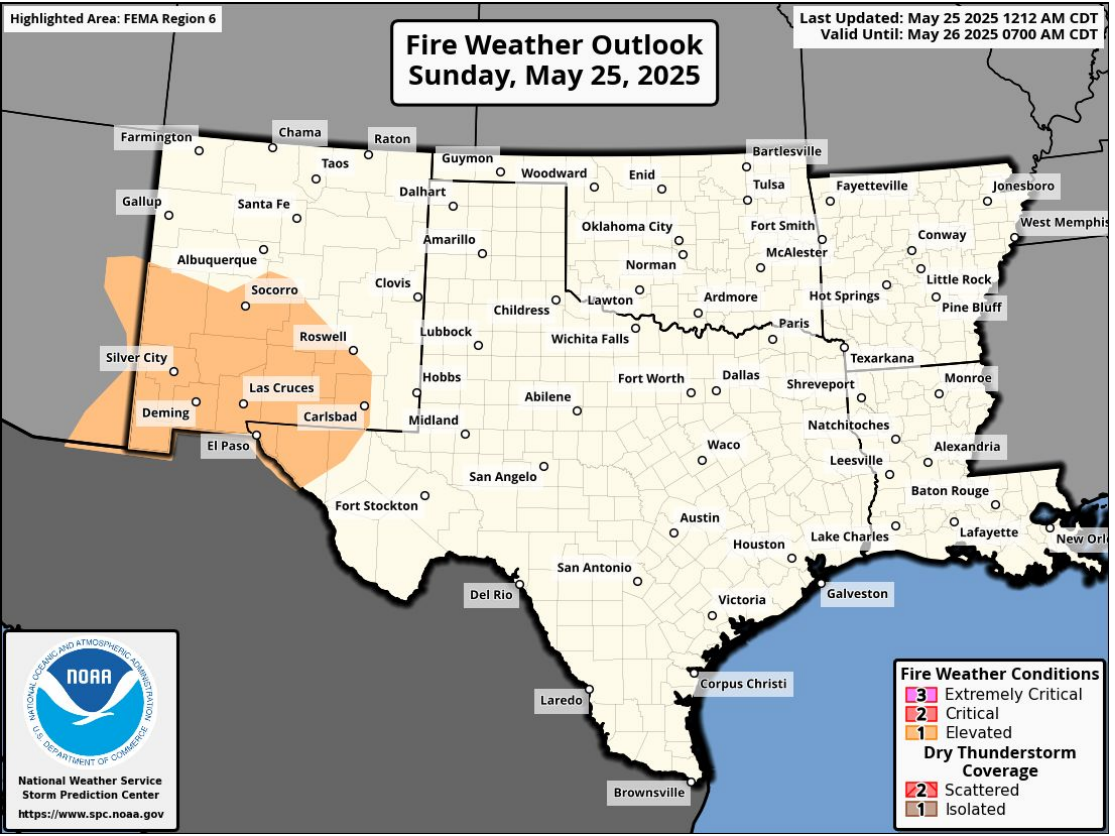 Highlighted Area: FEMA Region 6
Fire Weather Outlook
Sunday, May 25, 2025
Last Updated: May 25 2025 1212 AM CDT
Valid Until: May 26 2025 0700 AM CDT
Farmington
Chama
Raton
Taos
Guymon
Woodward
Enid
Bartlesville
Tulsa
Fayetteville
Jonesboro
Gallup
Santa Fe
Dalhart
West Memphis
Albuquerque
Amarillo
Oklahoma City
Norman
Fort Smith
McAlester
Conway
Little Rock
Socorro
Clovis
Childress
Lawton
Ardmore
Hot Springs
Pine Bluff
Roswell
Lubbock
Wichita Falls
Paris
Texarkana
Silver City
Las Cruces
Hobbs
Fort Worth
Dallas
Shreveport
Monroe
Deming
Carlsbad
Midland
Abilene
Natchitoches
El Paso
Waco
Leesville
Alexandria
San Angelo
Fort Stockton
Baton Rouge
Austin
Houston
Lake Charles
Lafayette
New Orl
San Antonio
Del Rio
Victoria
Galveston
Laredo
Corpus Christi
Brownsville
NATIONAL OCEANIC AND ATMOSPHERIC ADMINISTRATION
NOAA
U.S. DEPARTMENT OF COMMERCE
National Weather Service
Storm Prediction Center
https://www.spc.noaa.gov
Fire Weather Conditions
3 Extremely Critical
2 Critical
1 Elevated
Dry Thunderstorm
Coverage
2 Scattered
1 Isolated